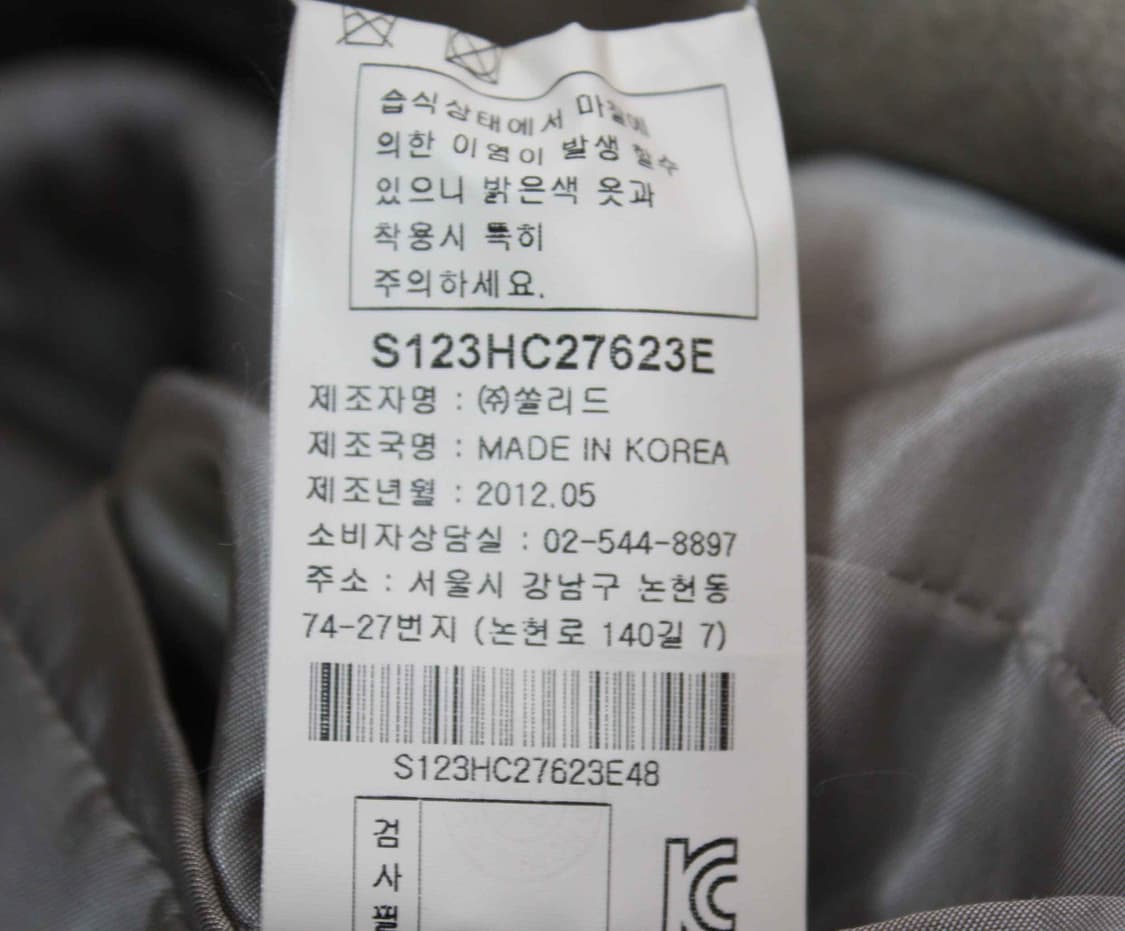 습식상태에서 마찰에
의한 이염이 발생 할수
있으니 밝은색 옷과
착용시 특히
주의하세요.
S123HC27623E
제조자명 : ㈜쏠리드
제조국명 : MADE IN KOREA
제조년월 : 2012.05
소비자상담실 : 02-544-8897
주소 : 서울시 강남구 논현동
74-27번지 (논현로 140길 7)
S123HC27623E48
검
사
필
KC